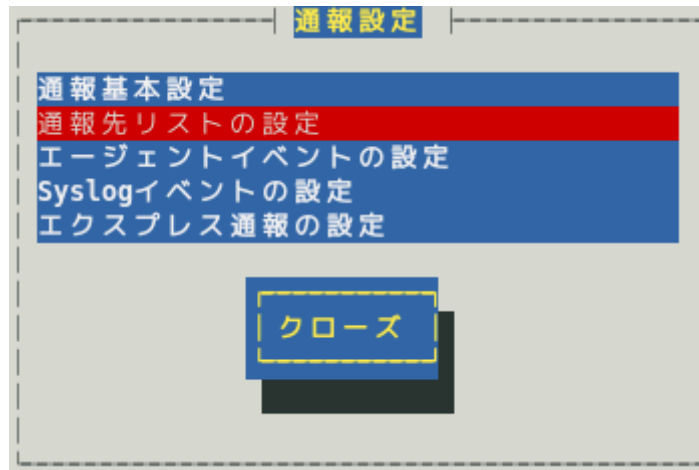 通報設定
通報基本設定
通報先リストの設定
エージェントイベントの設定
Syslogイベントの設定
エクスプレス通報の設定
クローズ